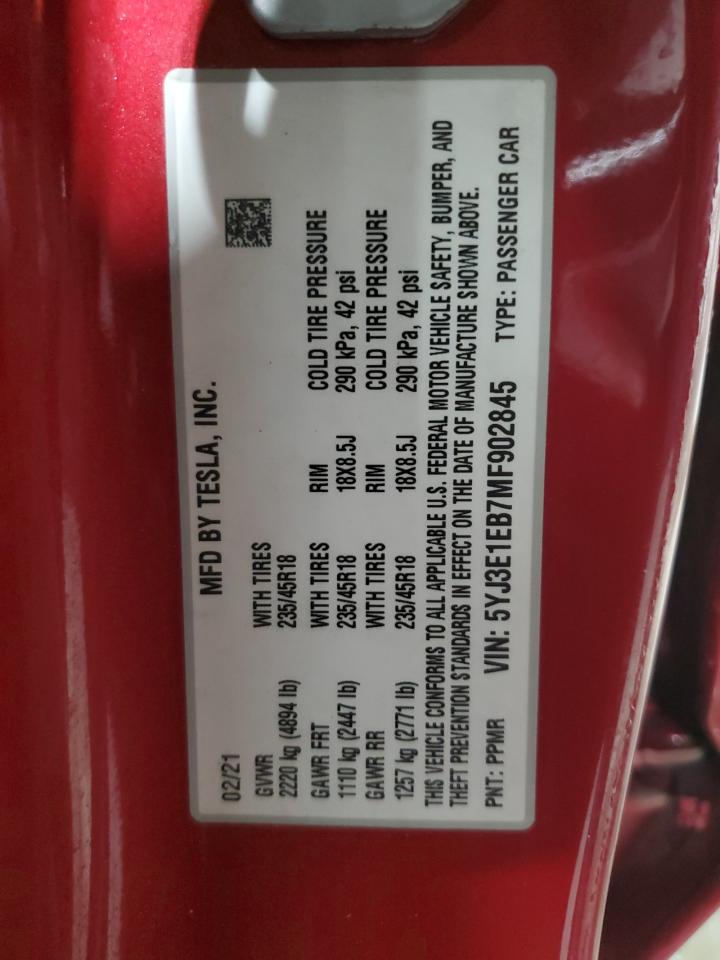 MFD BY TESLA, INC.
02/21
GVWR WITH TIRES
2220 kg (4894 lb) 235/45R18
GAWR FRT WITH TIRES RIM COLD TIRE PRESSURE
1110 kg (2447 lb) 235/45R18 18X8.5J 290 kPa, 42 psi
GAWR RR WITH TIRES RIM COLD TIRE PRESSURE
1257 kg (2771 lb) 235/45R18 18X8.5J 290 kPa, 42 psi
THIS VEHICLE CONFORMS TO ALL APPLICABLE U.S. FEDERAL MOTOR VEHICLE SAFETY, BUMPER, AND
THEFT PREVENTION STANDARDS IN EFFECT ON THE DATE OF MANUFACTURE SHOWN ABOVE.
PNT: PPMR VIN: 5YJ3E1EB7MF902845 TYPE: PASSENGER CAR